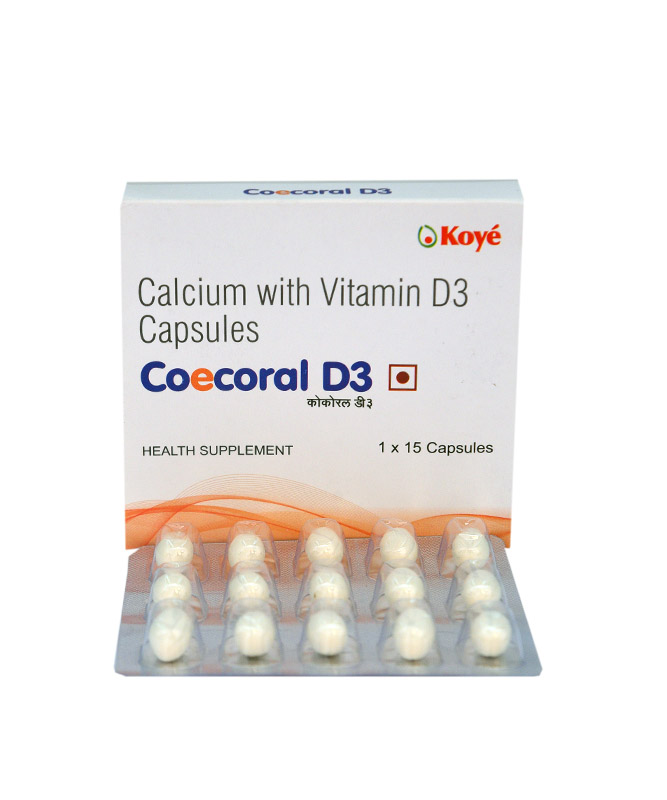 Coecoral D3
Koyé
Calcium with Vitamin D3
Capsules
Coecoral D3
कोकोरल डी३
HEALTH SUPPLEMENT
1 x 15 Capsules